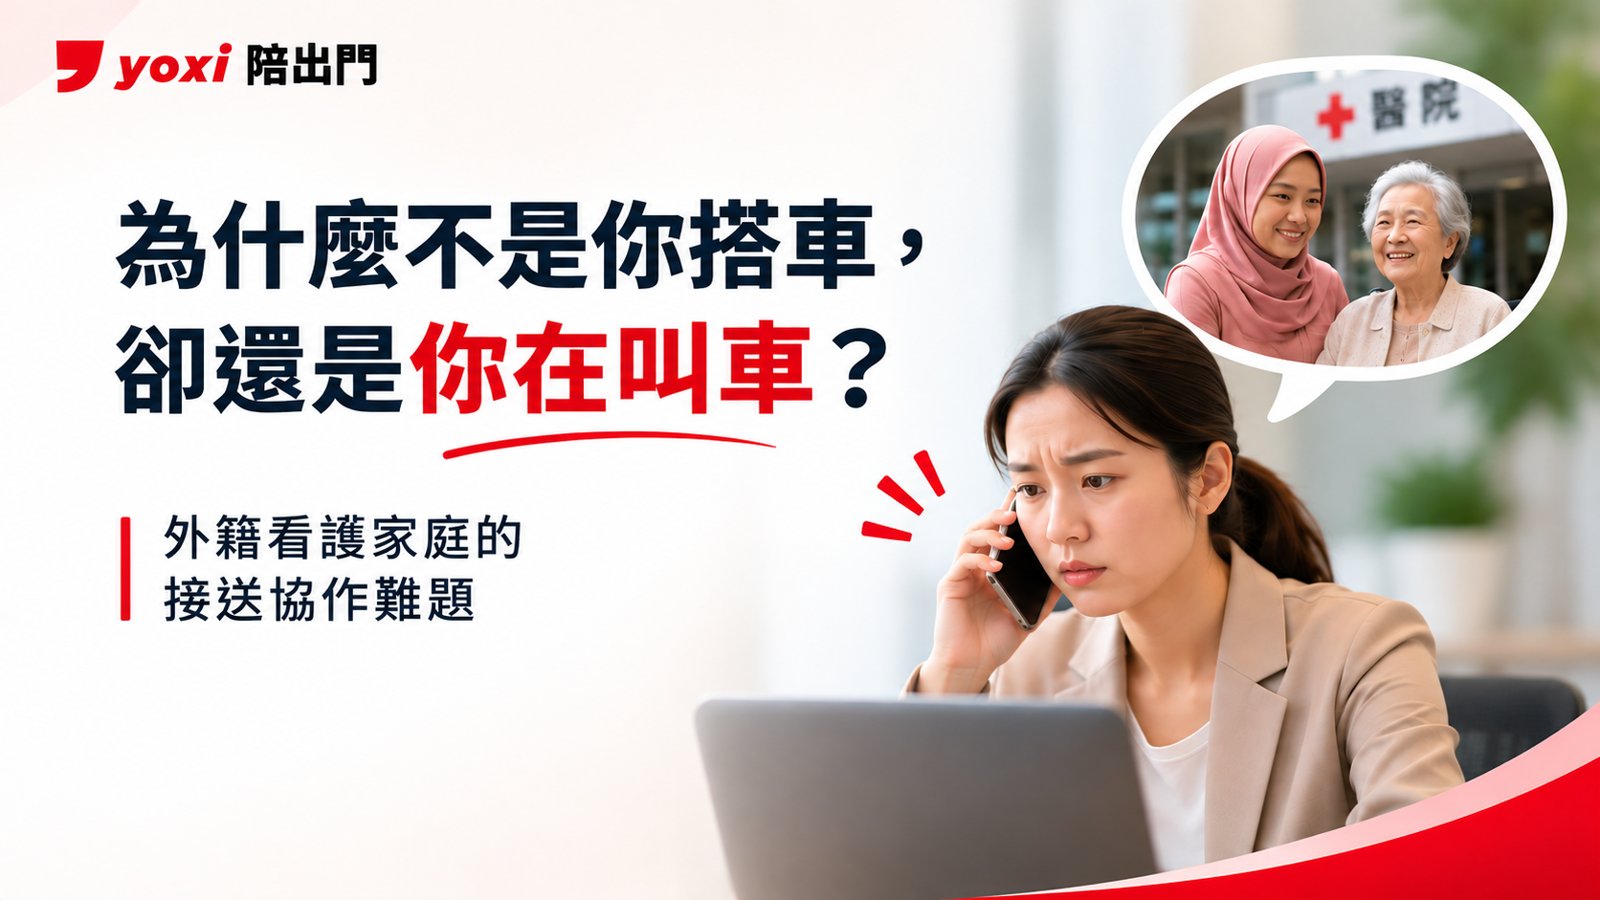 yoxi 陪出門
醫院
為什麼不是你搭車，
卻還是你在叫車？
外籍看護家庭的
接送協作難題